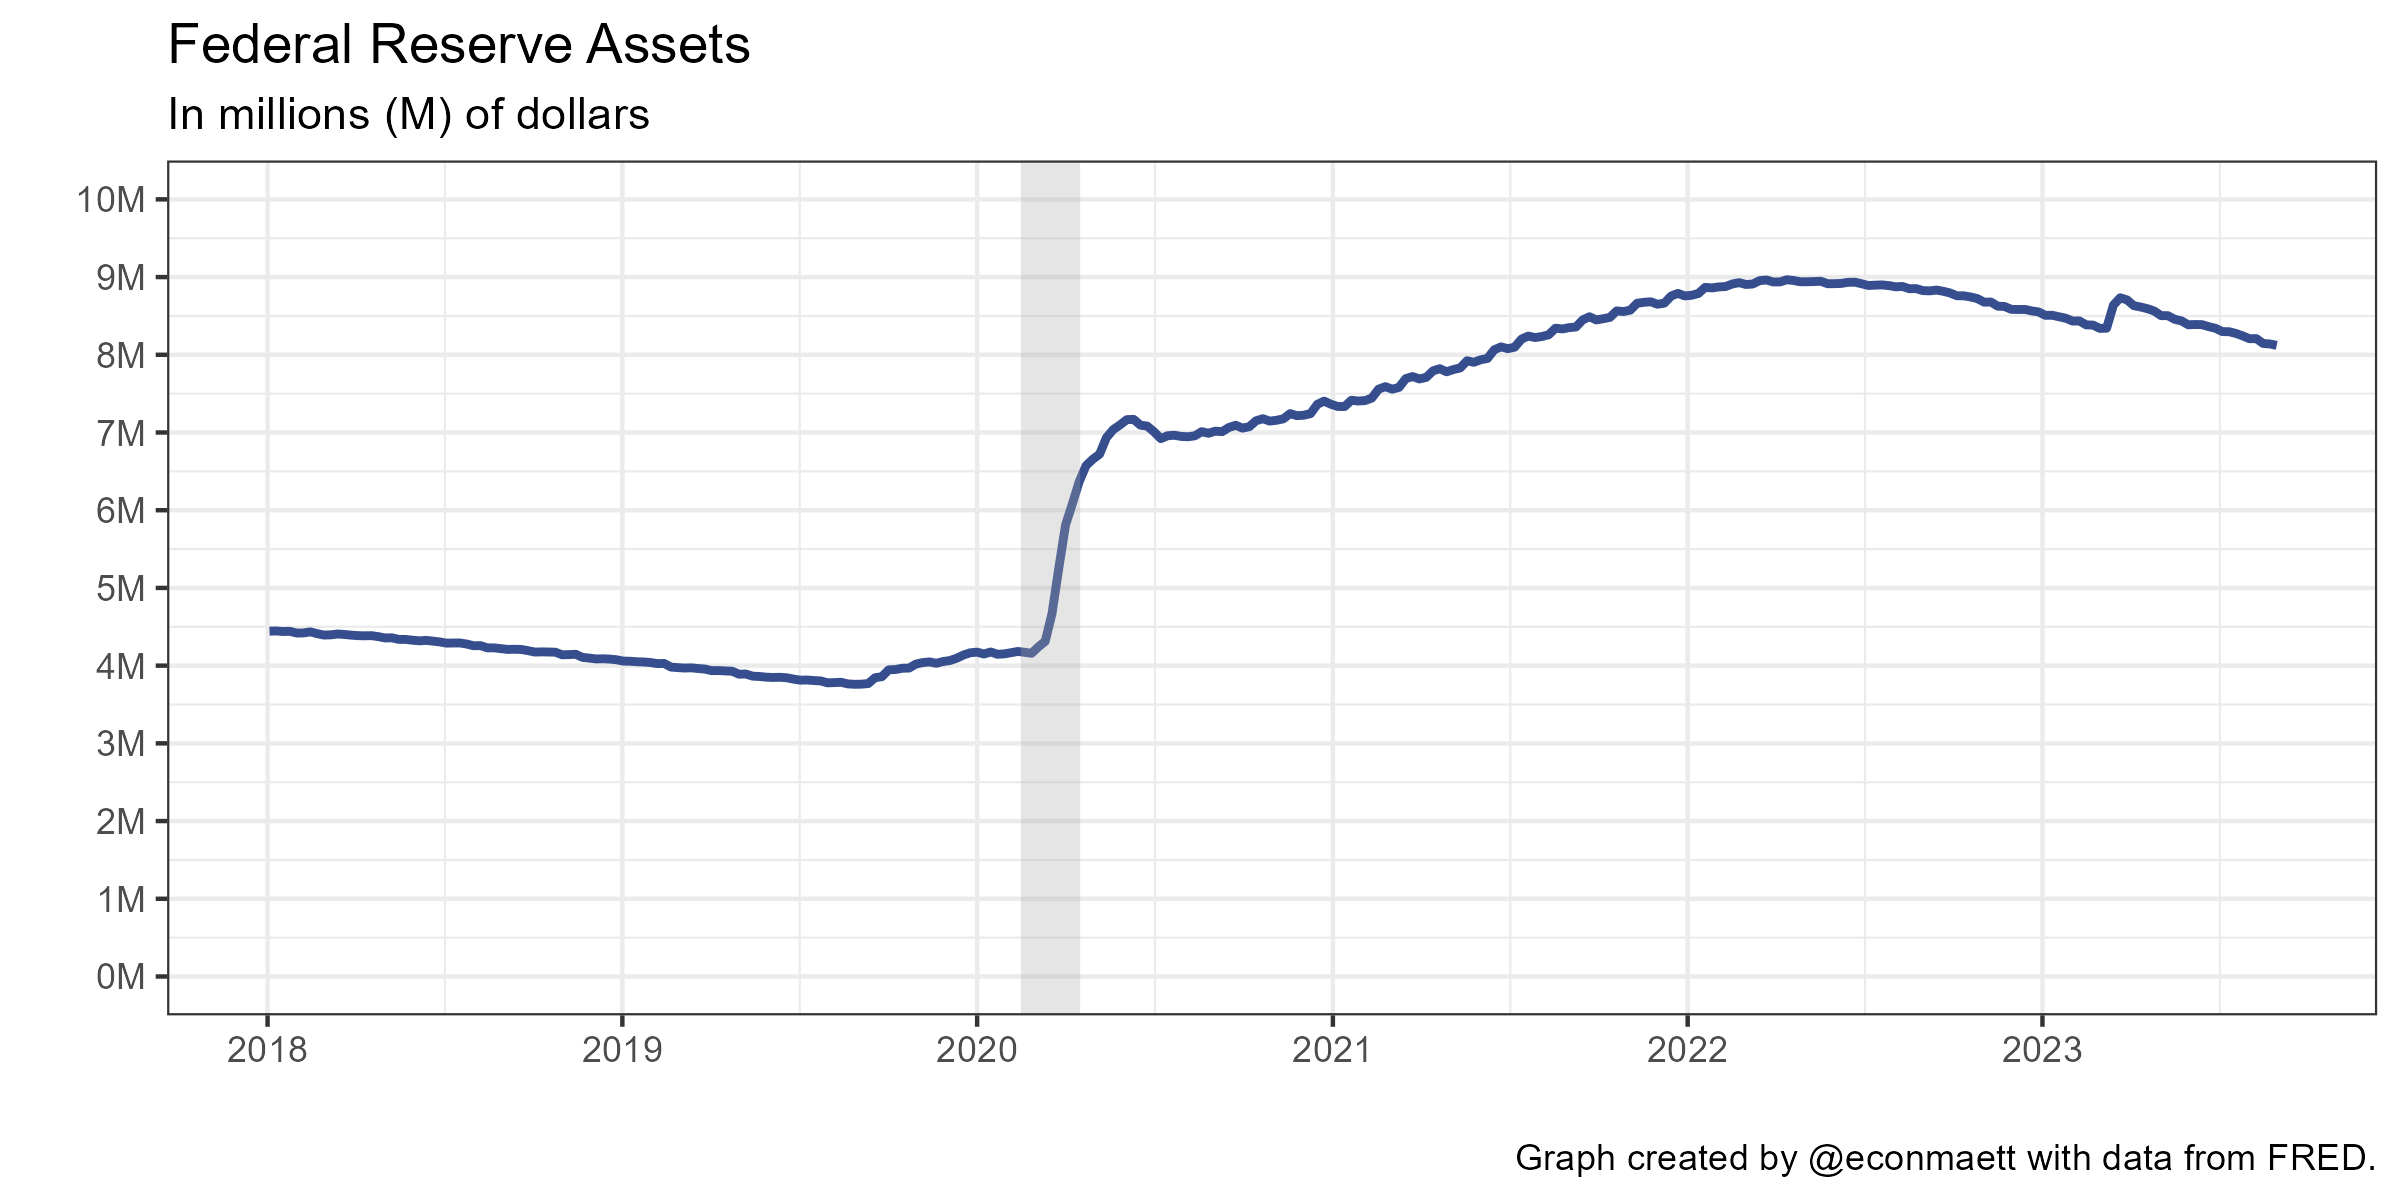 Federal Reserve Assets
In millions (M) of dollars
10M
9M
8M
7M
6M
5M
4M
3M
2M
1M
0M
2018 2019 2020 2021 2022 2023
Graph created by @econmaett with data from FRED.